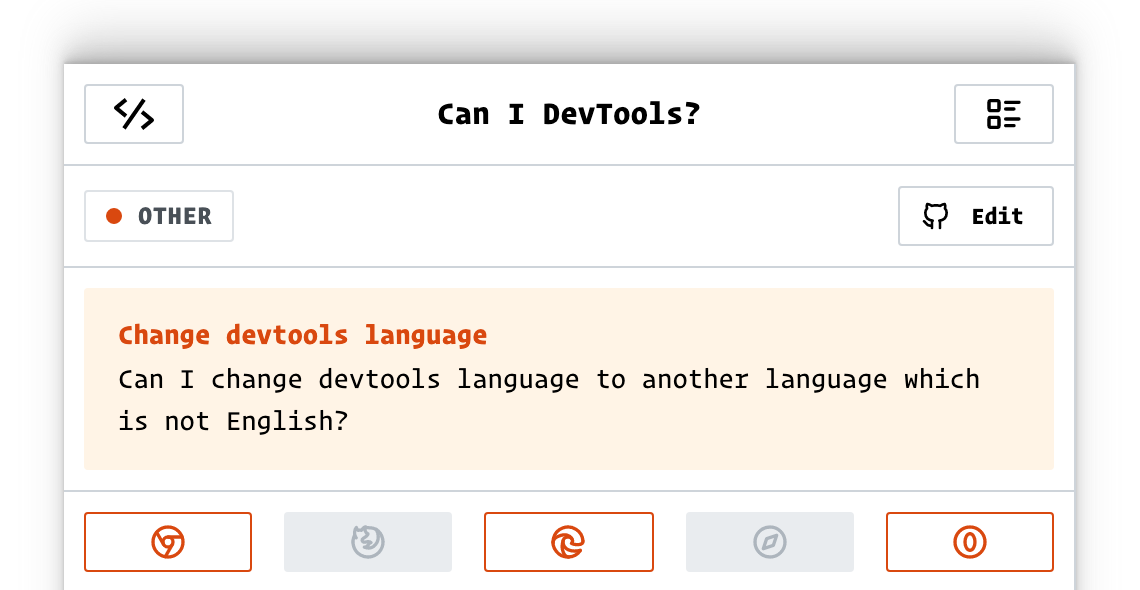 Can I DevTools?
OTHER
Edit
Change devtools language
Can I change devtools language to another language which
is not English?